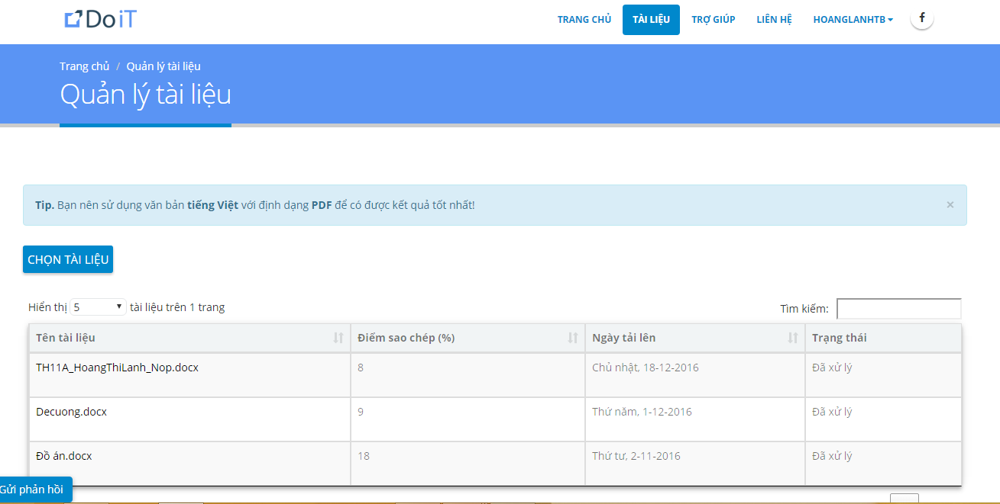 DoiT
TRANG CHỦ TÀI LIỆU TRỢ GIÚP LIÊN HỆ HOANGLANHTB
Trang chủ / Quản lý tài liệu
Quản lý tài liệu
Tip. Bạn nên sử dụng văn bản tiếng Việt với định dạng PDF để có được kết quả tốt nhất!
CHỌN TÀI LIỆU
Hiển thị 5 tài liệu trên 1 trang
Tìm kiếm:
Tên tài liệu Điểm sao chép (%) Ngày tải lên Trạng thái
TH11A_HoangThiLanh_Nop.docx 8 Chủ nhật, 18-12-2016 Đã xử lý
Decuong.docx 9 Thứ năm, 1-12-2016 Đã xử lý
Đồ án.docx 18 Thứ tư, 2-11-2016 Đã xử lý
Gửi phản hồi